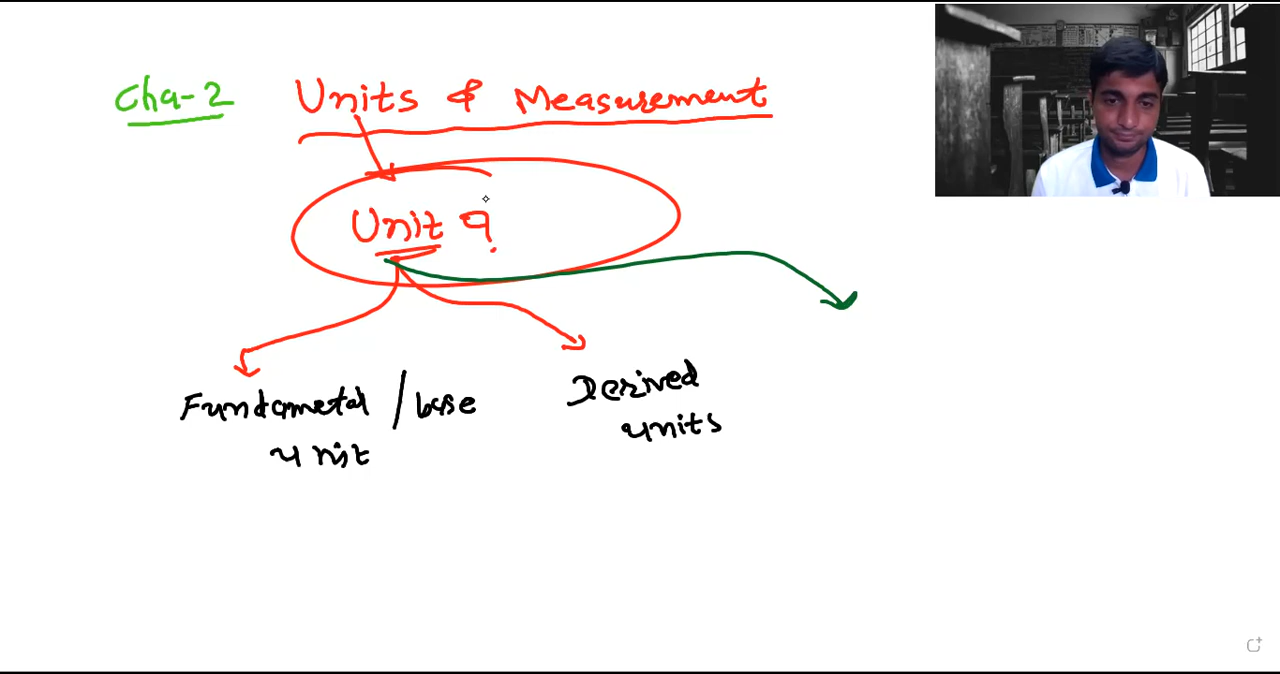 Cha-2 Units & Measurement
Unit ?
Fundametal / base
unit
Derived
units